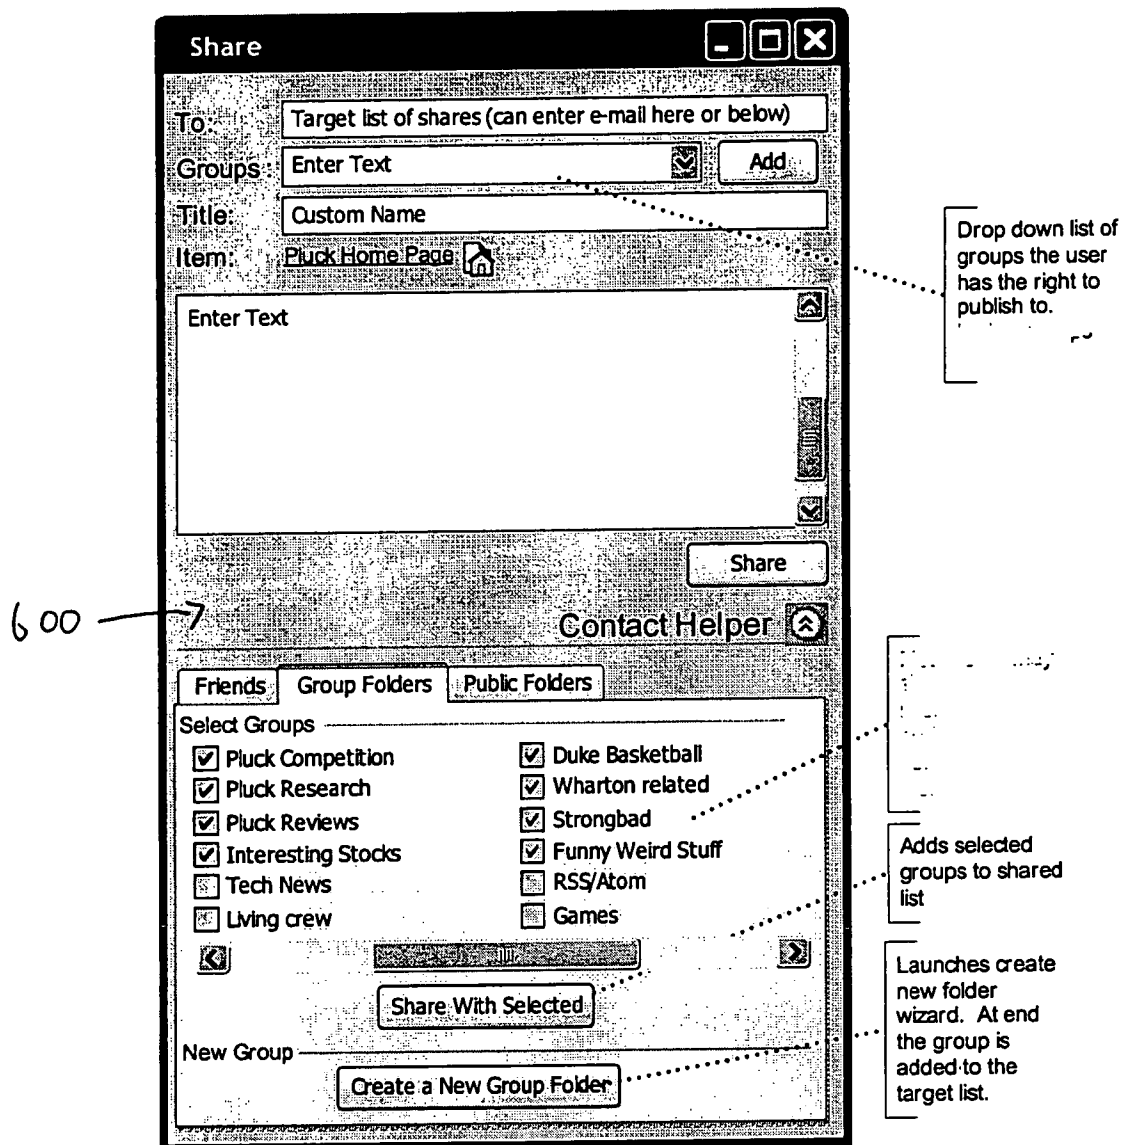 Share
To: Target list of shares (can enter e-mail here or below)
Groups: Enter Text Add
Title: Custom Name
Item: Pluck Home Page
Enter Text
Share
Contact Helper
Friends Group Folders Public Folders
Select Groups
Pluck Competition Duke Basketball
Pluck Research Wharton related
Pluck Reviews Strongbad
Interesting Stocks Funny Weird Stuff
Tech News RSS/Atom
Living crew Games
Share With Selected
New Group
Create a New Group Folder
600
Drop down list of
groups the user
has the right to
publish to.
Adds selected
groups to shared
list
Launches create
new folder
wizard. At end
the group is
added to the
target list.